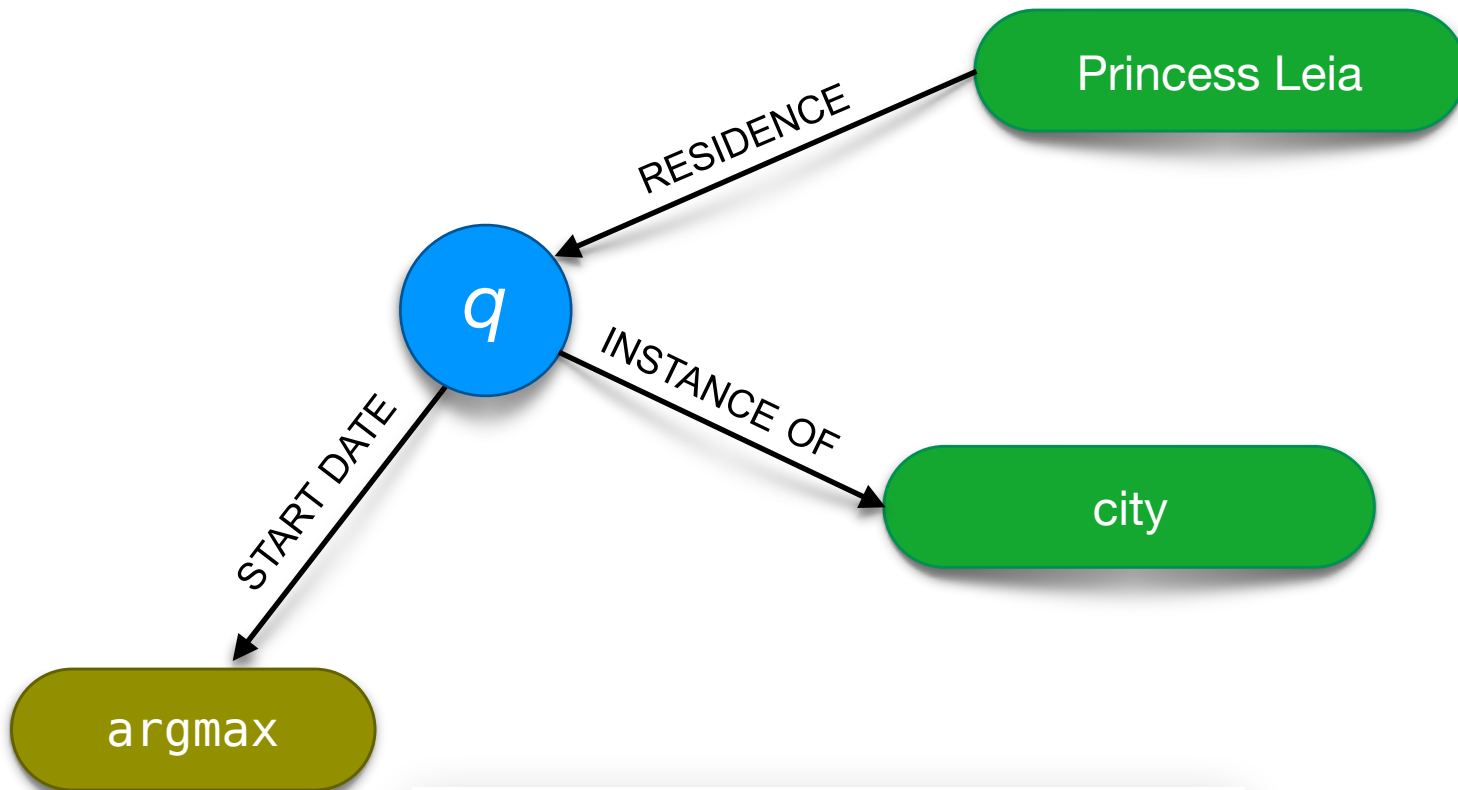 Princess Leia
RESIDENCE
q
INSTANCE OF
START DATE
city
argmax